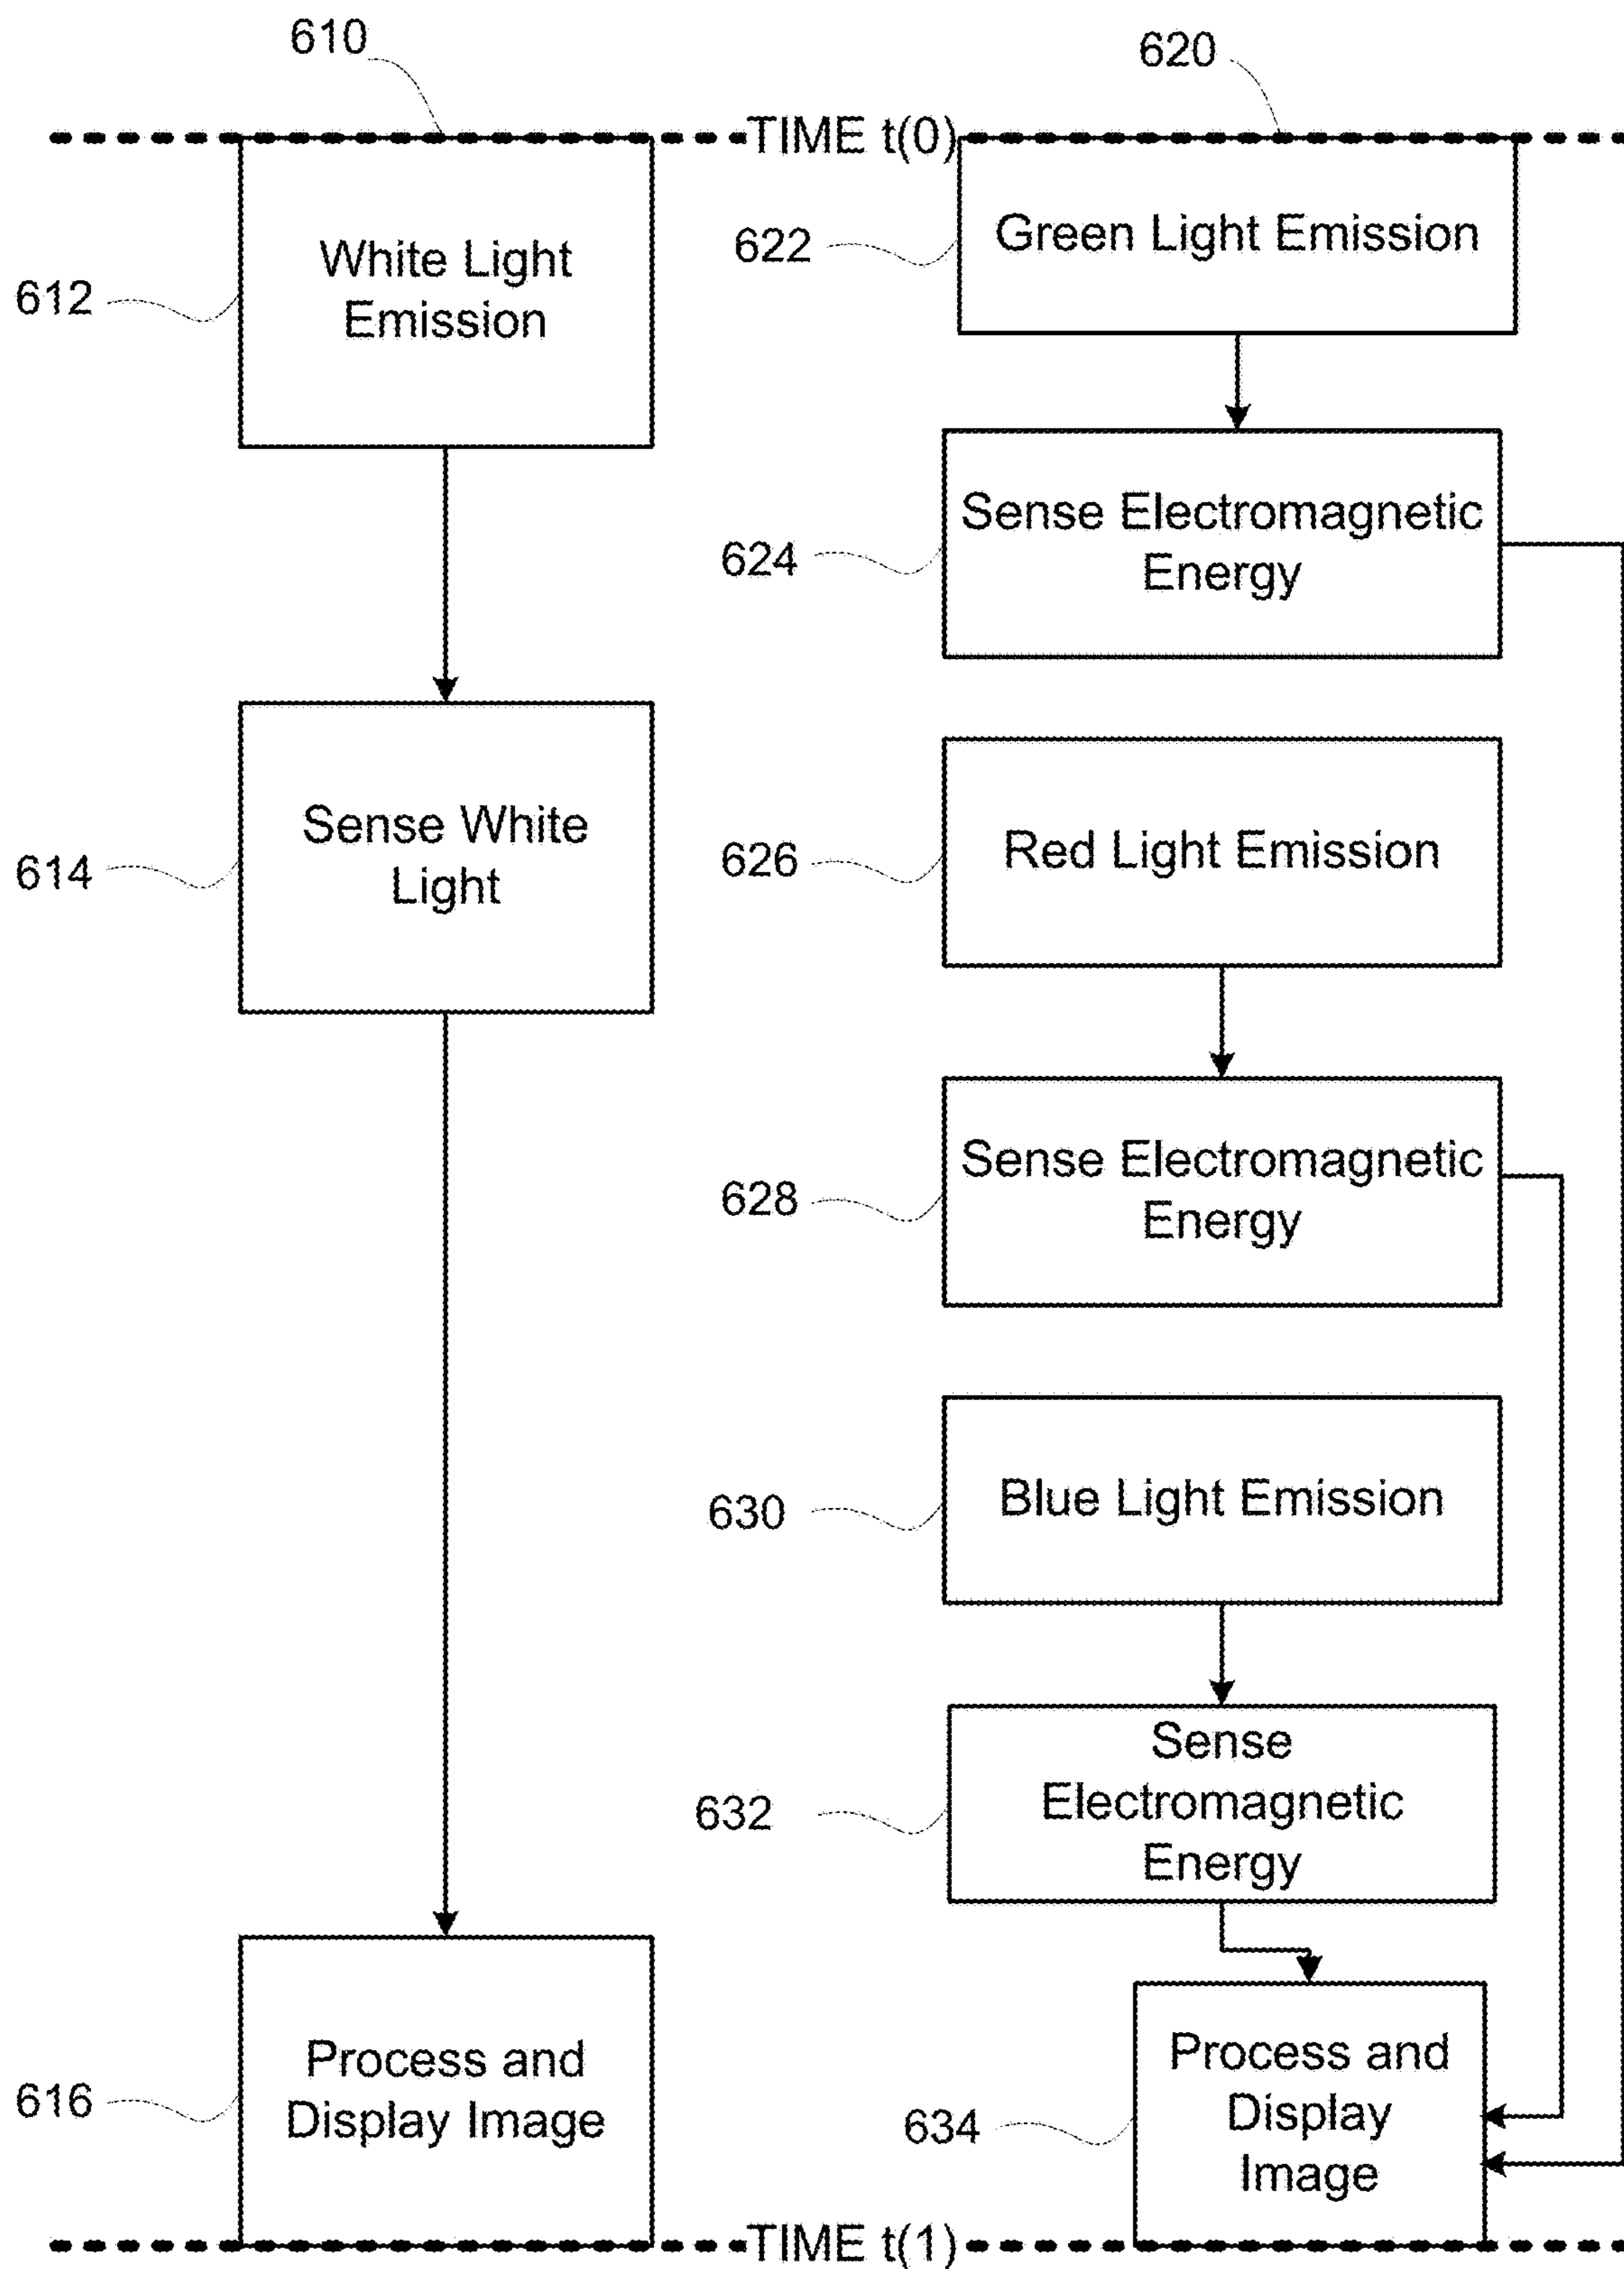 610
620
TIME t(0)
612
White Light
Emission
622
Green Light Emission
624
Sense Electromagnetic
Energy
614
Sense White
Light
626
Red Light Emission
628
Sense Electromagnetic
Energy
630
Blue Light Emission
632
Sense
Electromagnetic
Energy
616
Process and
Display Image
634
Process and
Display
Image
TIME t(1)